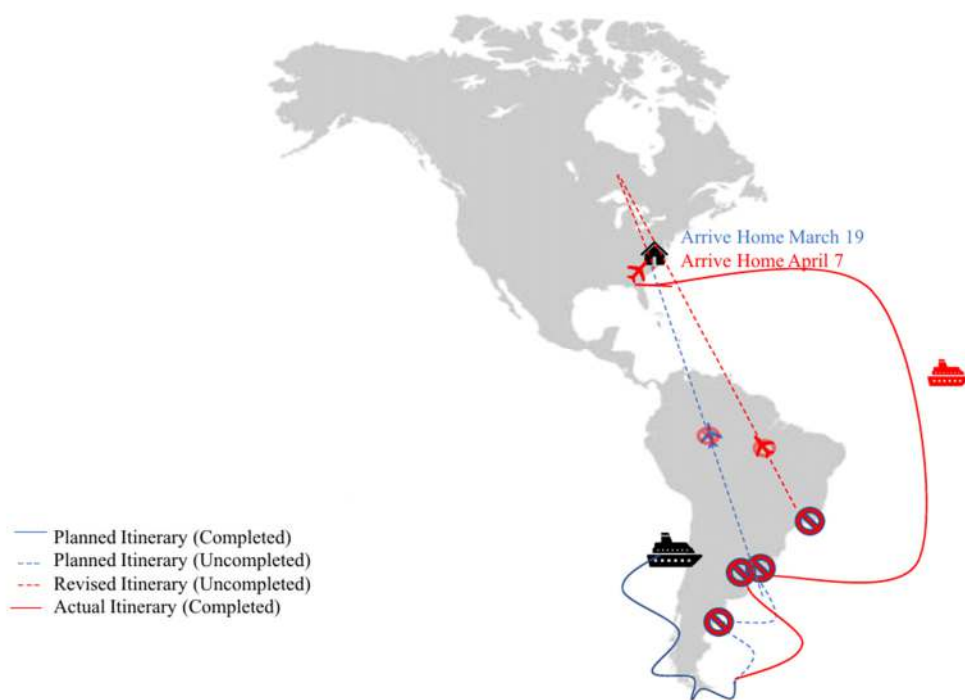 Arrive Home March 19
Arrive Home April 7
Planned Itinerary (Completed)
Planned Itinerary (Uncompleted)
Revised Itinerary (Uncompleted)
Actual Itinerary (Completed)